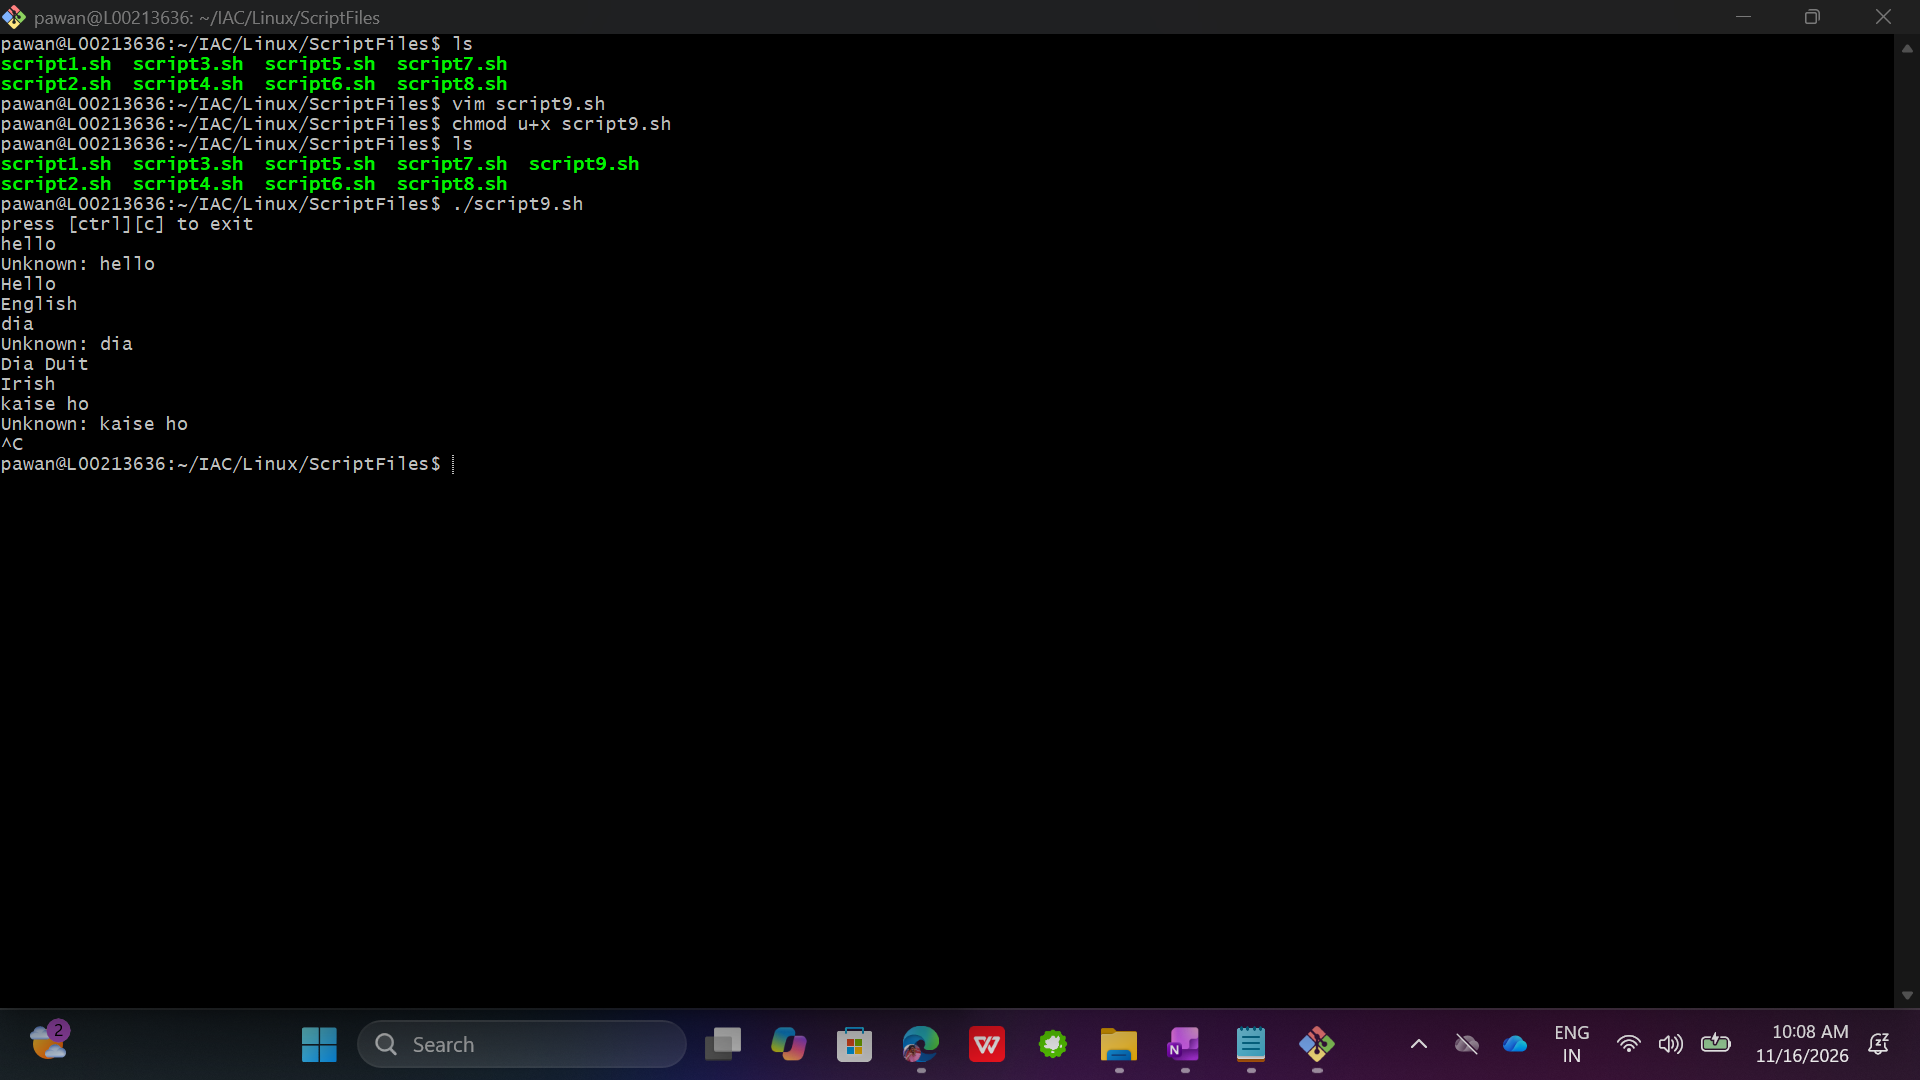 pawan@L00213636: ~/IAC/Linux/ScriptFiles
pawan@L00213636:~/IAC/Linux/ScriptFiles$ ls
script1.sh  script3.sh  script5.sh  script7.sh
script2.sh  script4.sh  script6.sh  script8.sh
pawan@L00213636:~/IAC/Linux/ScriptFiles$ vim script9.sh
pawan@L00213636:~/IAC/Linux/ScriptFiles$ chmod u+x script9.sh
pawan@L00213636:~/IAC/Linux/ScriptFiles$ ls
script1.sh  script3.sh  script5.sh  script7.sh  script9.sh
script2.sh  script4.sh  script6.sh  script8.sh
pawan@L00213636:~/IAC/Linux/ScriptFiles$ ./script9.sh
press [ctrl][c] to exit
hello
Unknown: hello
Hello
English
dia
Unknown: dia
Dia Duit
Irish
kaise ho
Unknown: kaise ho
^C
pawan@L00213636:~/IAC/Linux/ScriptFiles$
2
Search
W
N
ENG
IN
10:08 AM
11/16/2026